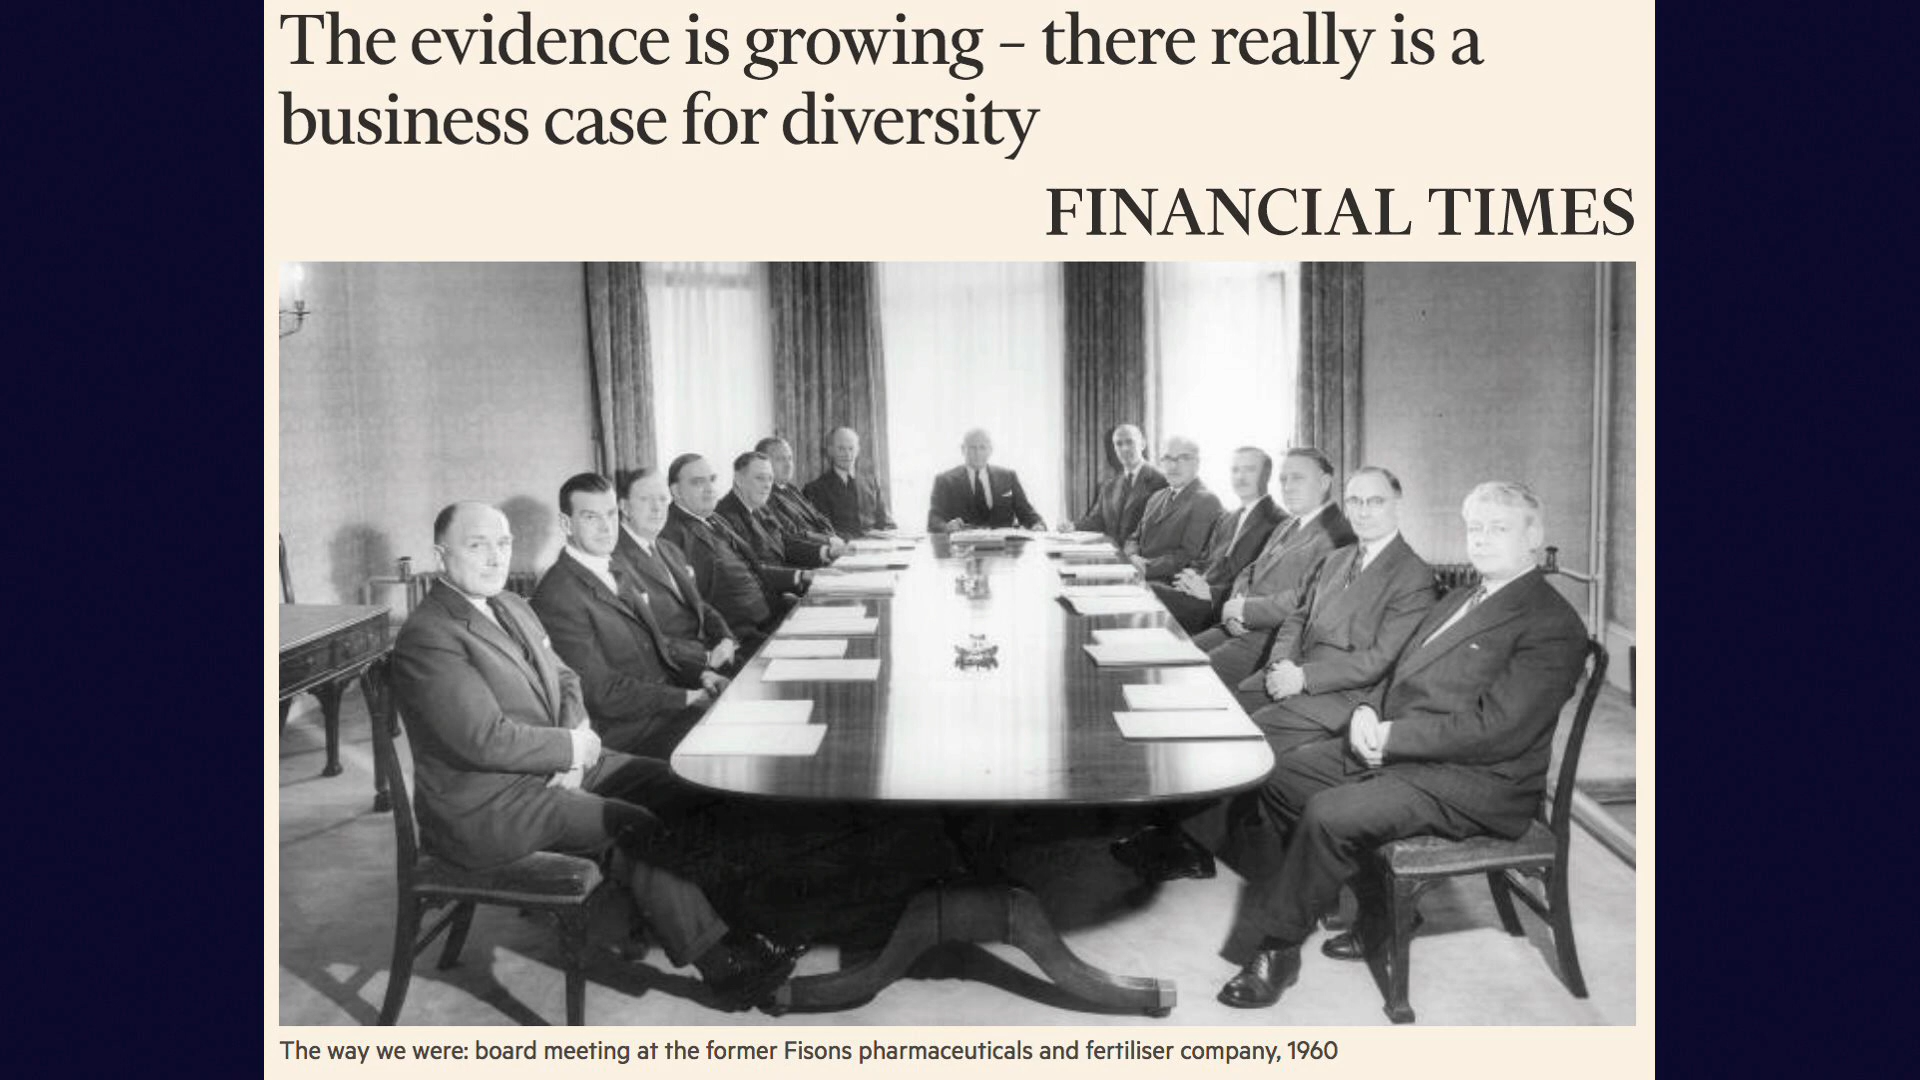 The evidence is growing – there really is a
business case for diversity
FINANCIAL TIMES
The way we were: board meeting at the former Fisons pharmaceuticals and fertiliser company, 1960